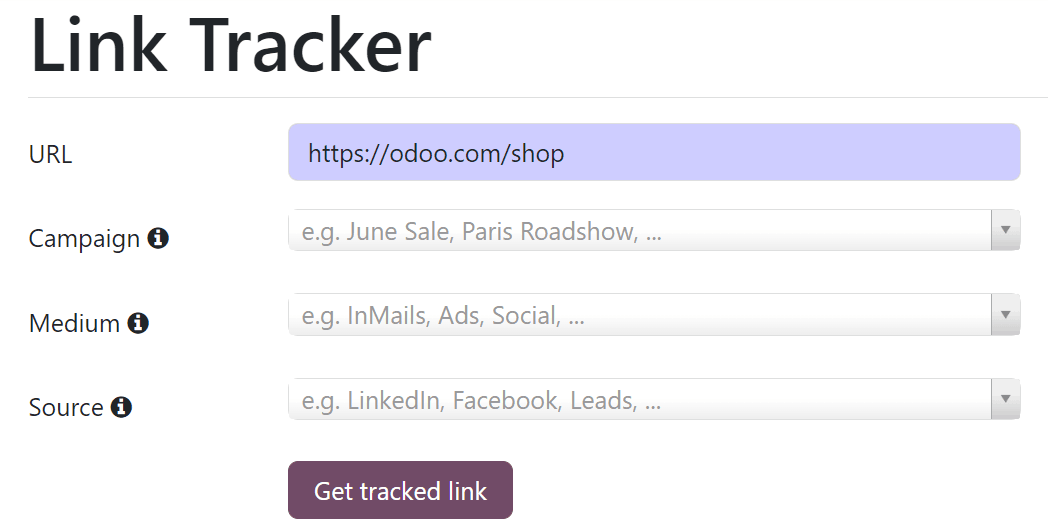 Link Tracker
URL
https://odoo.com/shop
Campaign
e.g. June Sale, Paris Roadshow, ...
Medium
e.g. InMails, Ads, Social, ...
Source
e.g. LinkedIn, Facebook, Leads, ...
Get tracked link